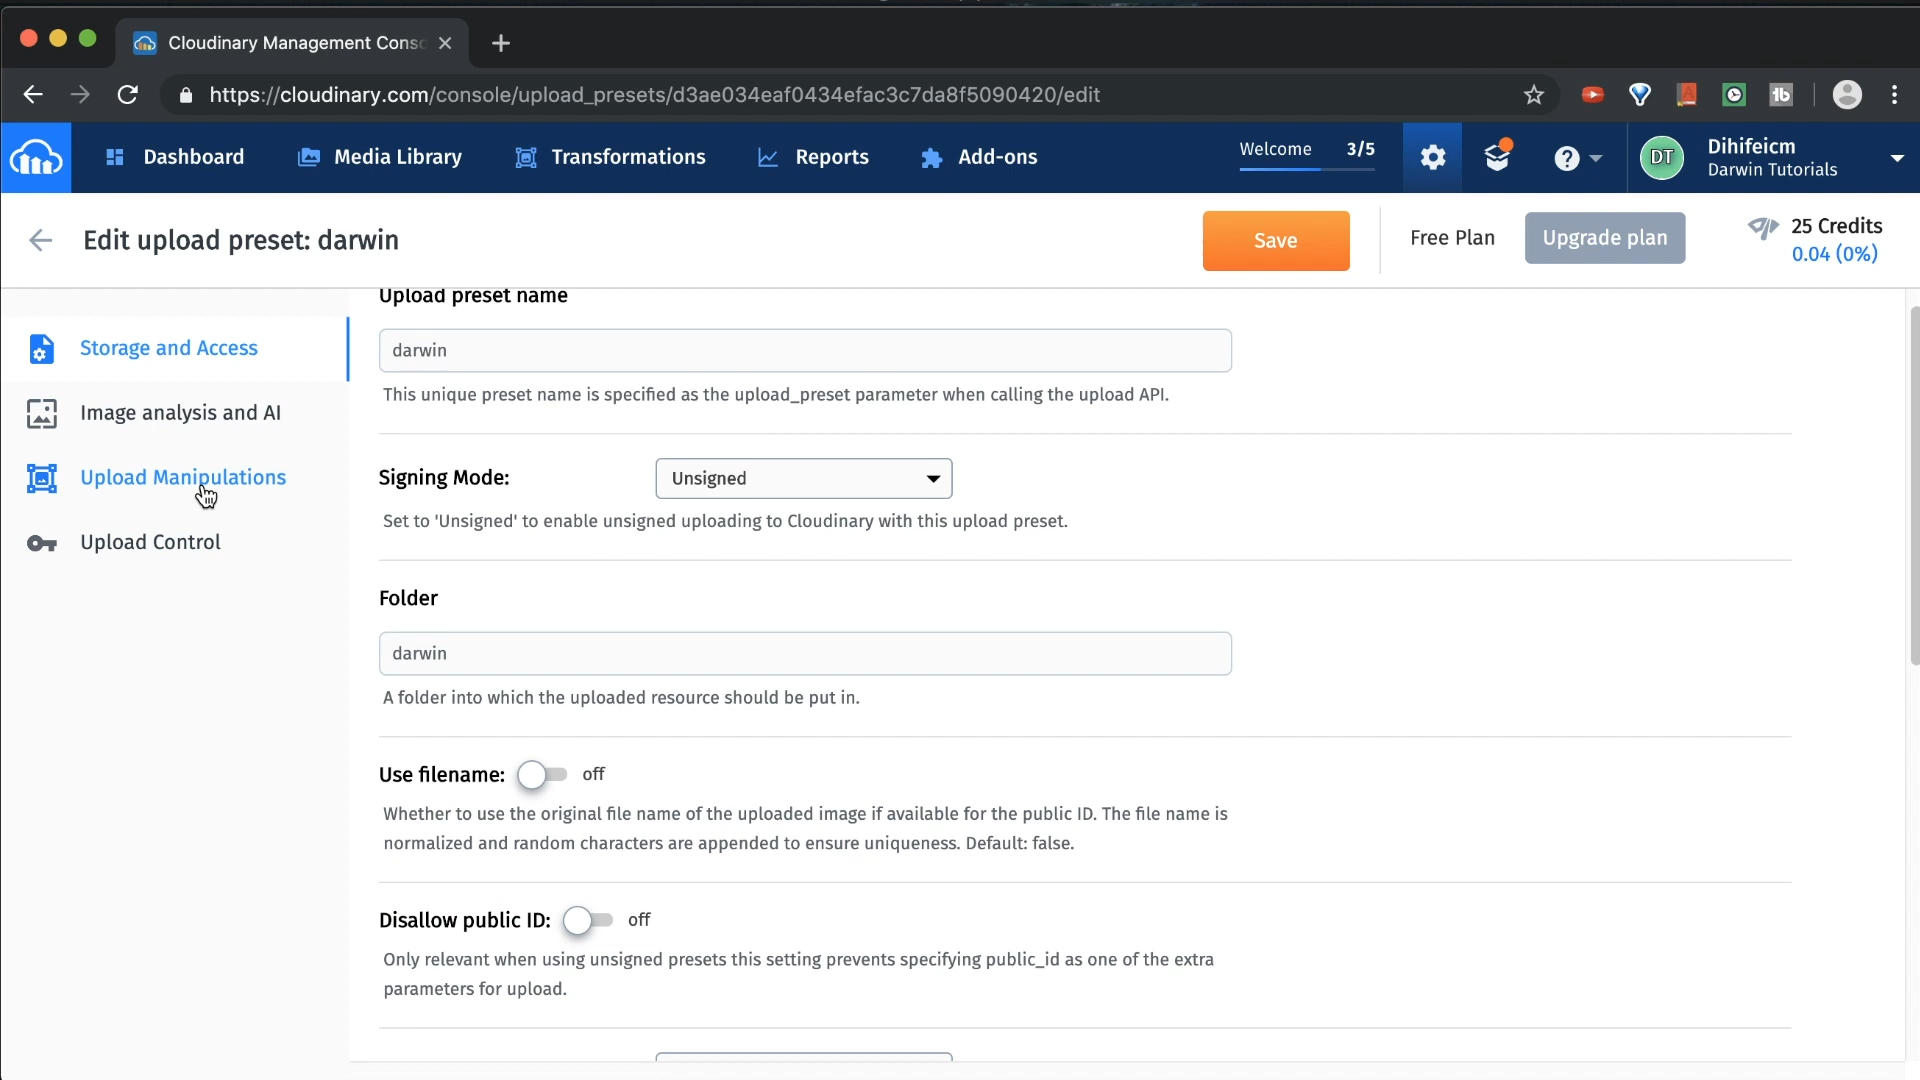 Cloudinary Management Conso
https://cloudinary.com/console/upload_presets/d3ae034eaf0434efac3c7da8f5090420/edit
Dashboard
Media Library
Transformations
Reports
Add-ons
Welcome 3/5
DT
Dihifeicm
Darwin Tutorials
Edit upload preset: darwin
Save
Free Plan
Upgrade plan
25 Credits
0.04 (0%)
Storage and Access
Image analysis and AI
Upload Manipulations
Upload Control
Upload preset name
darwin
This unique preset name is specified as the upload_preset parameter when calling the upload API.
Signing Mode:
Unsigned
Set to 'Unsigned' to enable unsigned uploading to Cloudinary with this upload preset.
Folder
darwin
A folder into which the uploaded resource should be put in.
Use filename: off
Whether to use the original file name of the uploaded image if available for the public ID. The file name is
normalized and random characters are appended to ensure uniqueness. Default: false.
Disallow public ID: off
Only relevant when using unsigned presets this setting prevents specifying public_id as one of the extra
parameters for upload.